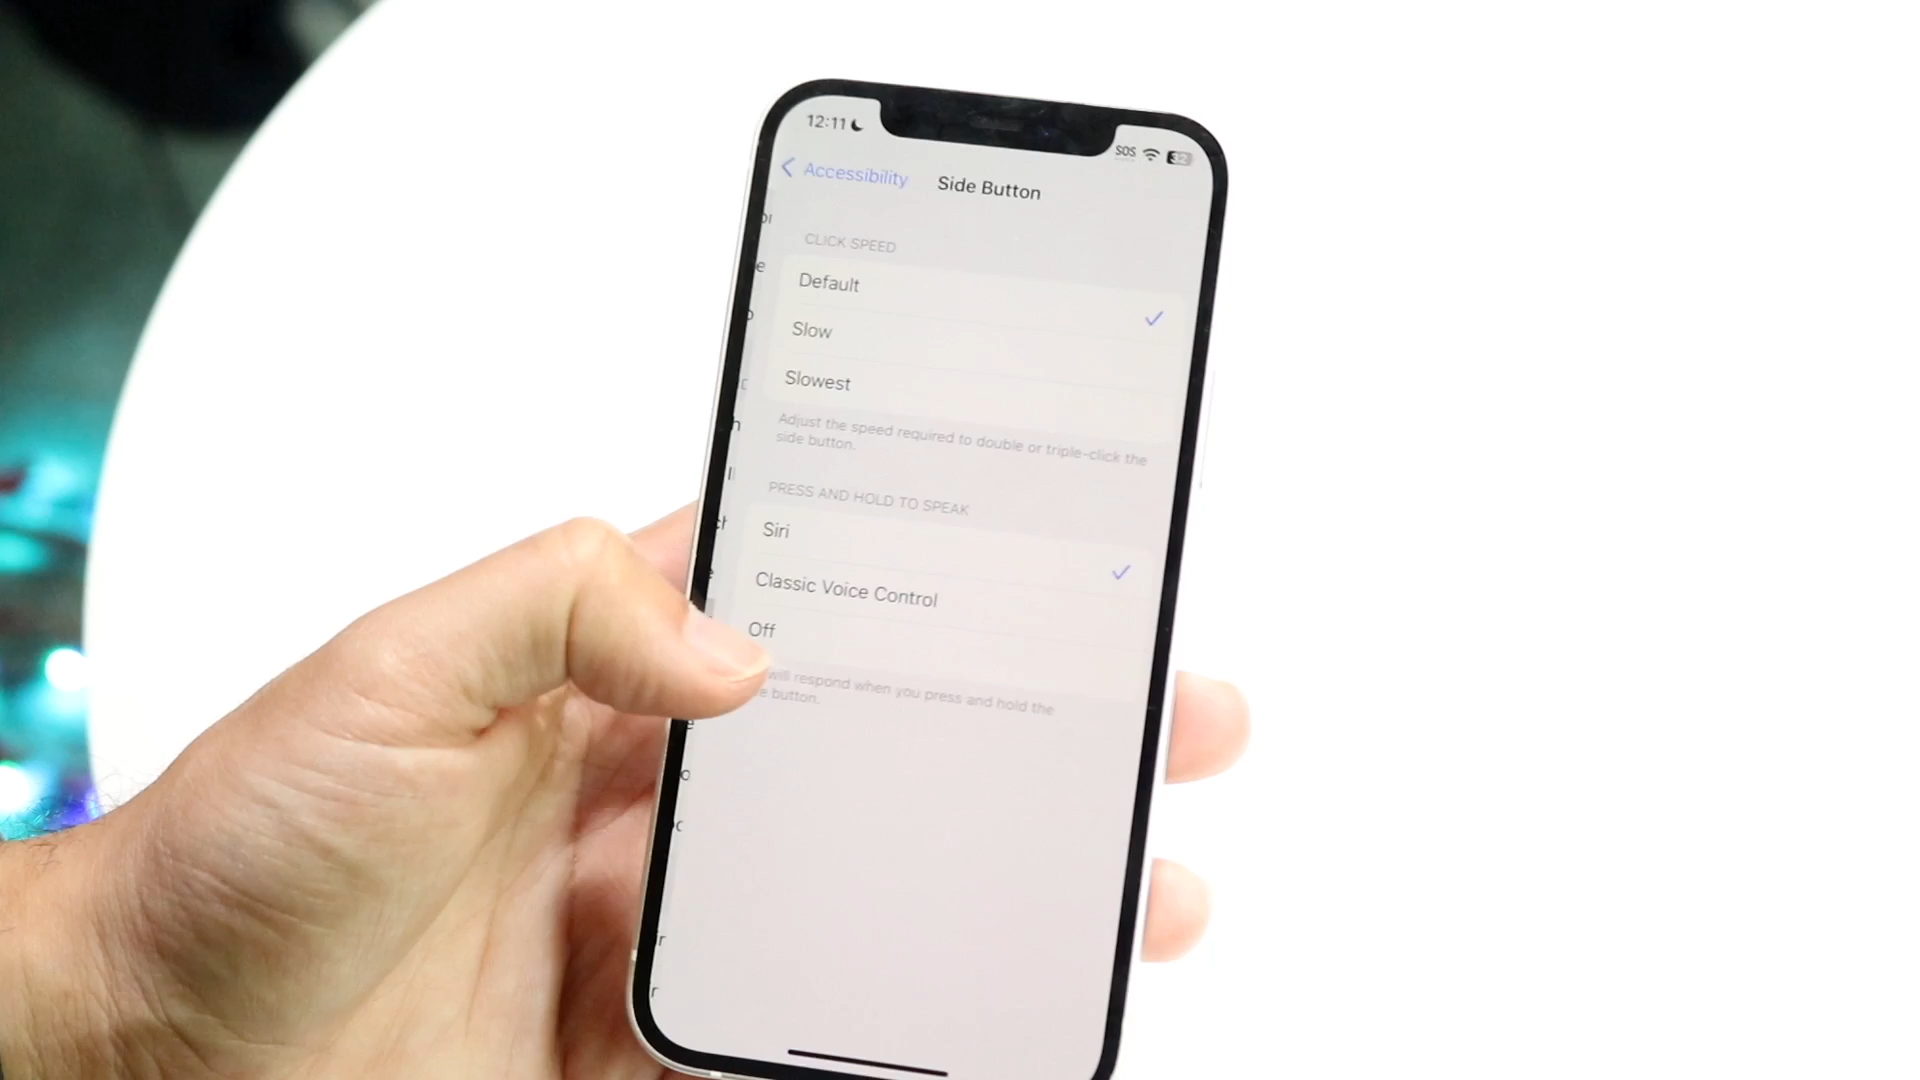 12:11
SOS 32
Accessibility Side Button
CLICK SPEED
Default
Slow
Slowest
Adjust the speed required to double or triple-click the
side button.
PRESS AND HOLD TO SPEAK
Siri
Classic Voice Control
Off
will respond when you press and hold the
button.